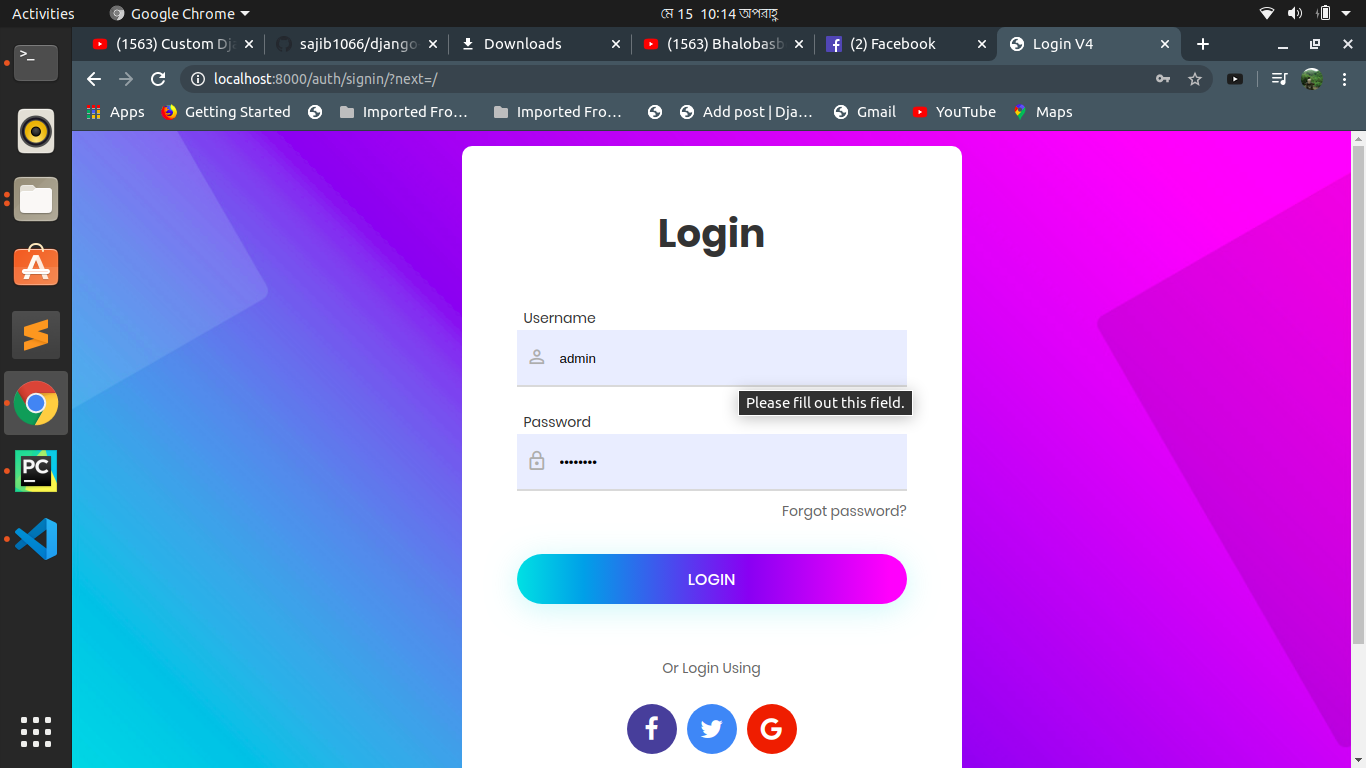 Activities
Google Chrome
মে 15 10:14 অপরাহ্ণ
(1563) Custom Dja
sajib1066/django
Downloads
(1563) Bhalobasb
(2) Facebook
Login V4
localhost:8000/auth/signin/?next=/
Apps
Getting Started
Imported Fro…
Imported Fro…
Add post | Dja…
Gmail
YouTube
Maps
Login
Username
admin
Please fill out this field.
Password
••••••••
Forgot password?
LOGIN
Or Login Using
>_
PC